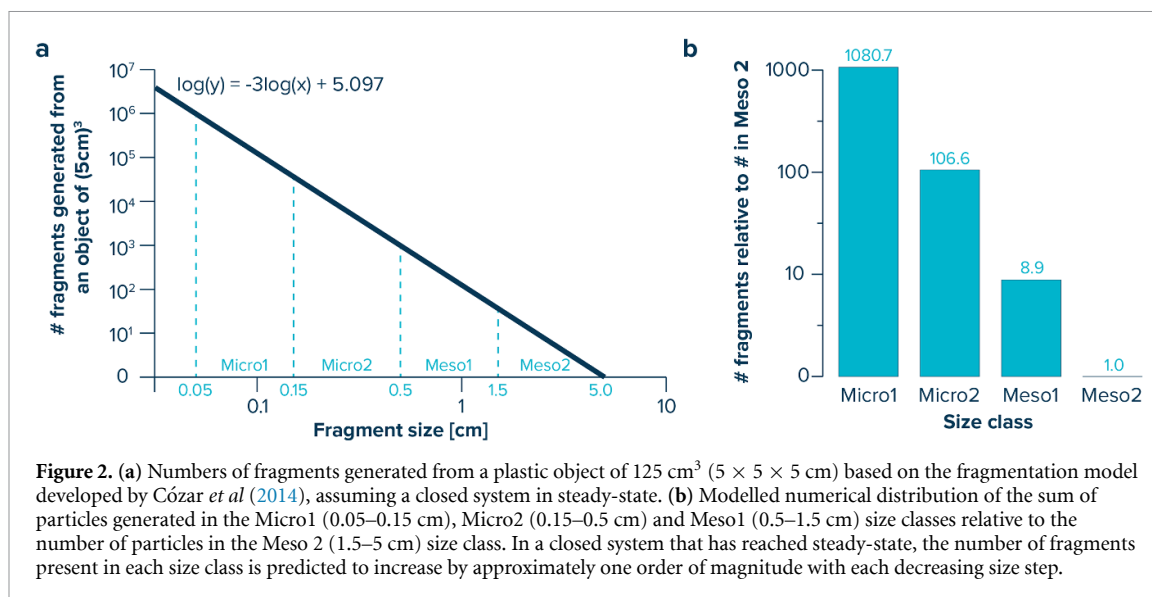 a
10⁷
10⁶
10⁵
10⁴
10³
10²
10¹
0
# fragments generated from
an object of (5cm)³
log(y) = -3log(x) + 5.097
Micro1
Micro2
Meso1
Meso2
0.05
0.15
0.5
1.5
5.0
0.1
1
10
Fragment size [cm]
b
# fragments relative to # in Meso 2
1000
100
10
0
1080.7
106.6
8.9
1.0
Micro1
Micro2
Meso1
Meso2
Size class
Figure 2. (a) Numbers of fragments generated from a plastic object of 125 cm³ (5 × 5 × 5 cm) based on the fragmentation model
developed by Cózar et al (2014), assuming a closed system in steady-state. (b) Modelled numerical distribution of the sum of
particles generated in the Micro1 (0.05–0.15 cm), Micro2 (0.15–0.5 cm) and Meso1 (0.5–1.5 cm) size classes relative to the
number of particles in the Meso 2 (1.5–5 cm) size class. In a closed system that has reached steady-state, the number of fragments
present in each size class is predicted to increase by approximately one order of magnitude with each decreasing size step.